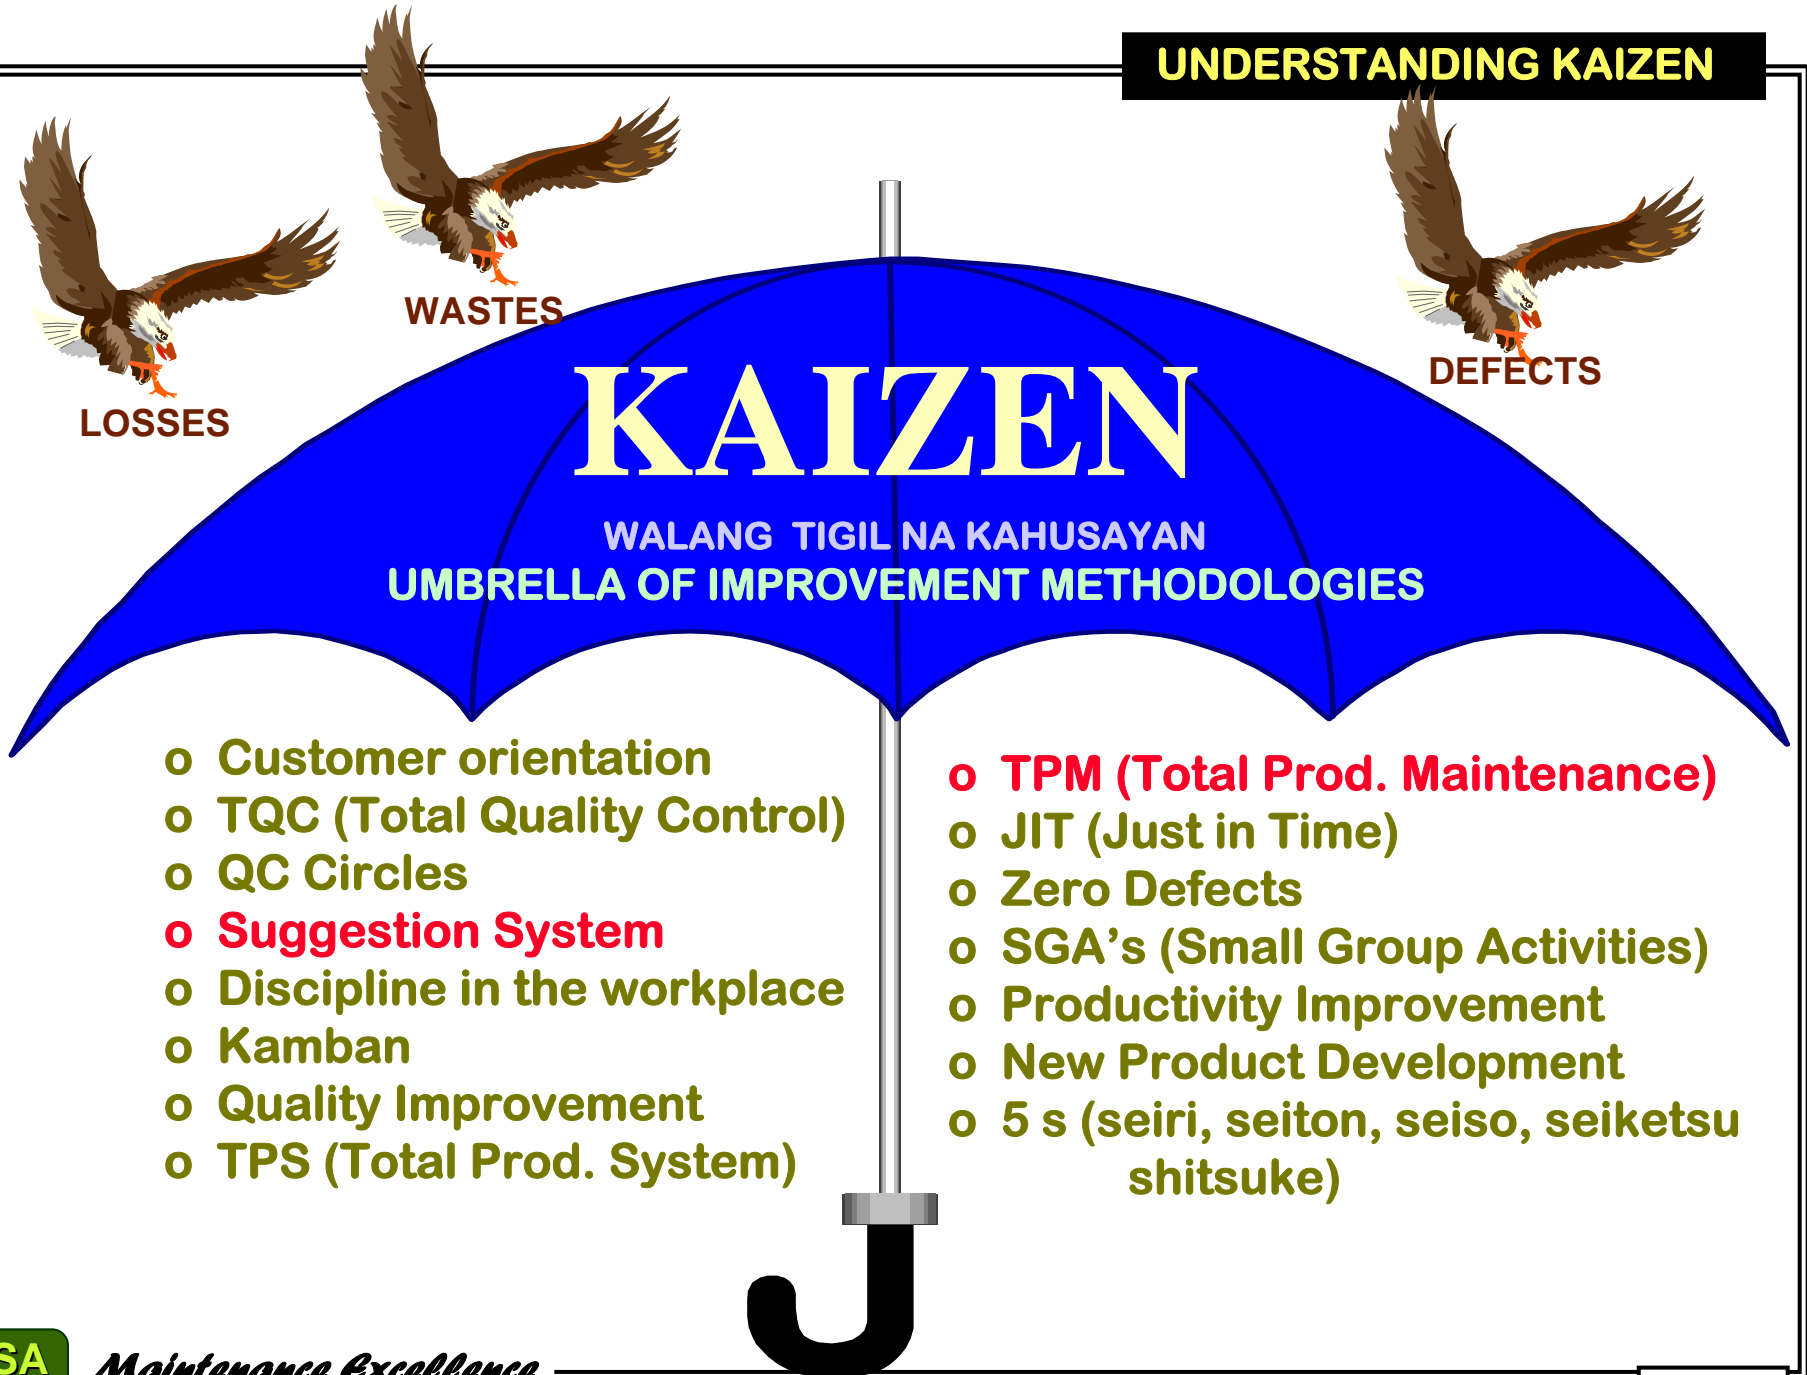 UNDERSTANDING KAIZEN
WASTES
DEFECTS
LOSSES
KAIZEN
WALANG TIGIL NA KAHUSAYAN
UMBRELLA OF IMPROVEMENT METHODOLOGIES
o Customer orientation
o TQC (Total Quality Control)
o QC Circles
o Suggestion System
o Discipline in the workplace
o Kamban
o Quality Improvement
o TPS (Total Prod. System)
o TPM (Total Prod. Maintenance)
o JIT (Just in Time)
o Zero Defects
o SGA’s (Small Group Activities)
o Productivity Improvement
o New Product Development
o 5 s (seiri, seiton, seiso, seiketsu
shitsuke)
SA
Maintenance Excellence